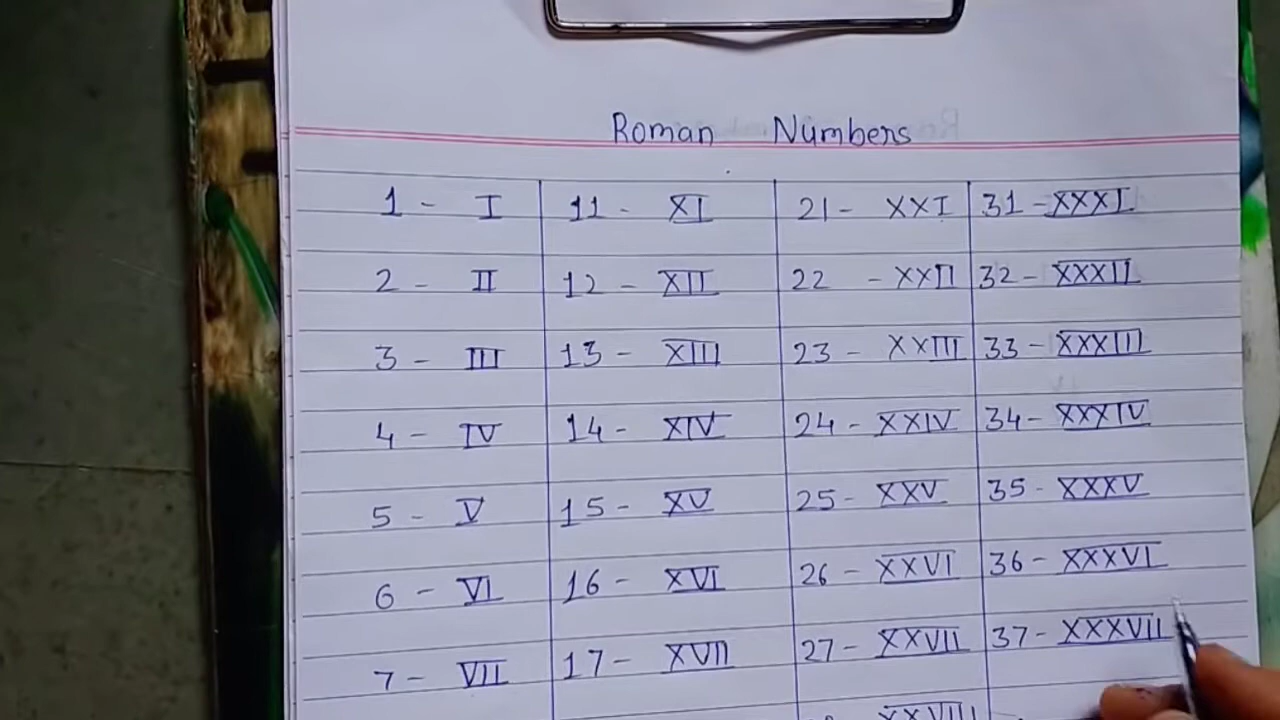 Roman Numbers
1 - I 11 - XI 21 - XXI 31 - XXXI
2 - II 12 - XII 22 - XXII 32 - XXXII
3 - III 13 - XIII 23 - XXIII 33 - XXXIII
4 - IV 14 - XIV 24 - XXIV 34 - XXXIV
5 - V 15 - XV 25 - XXV 35 - XXXV
6 - VI 16 - XVI 26 - XXVI 36 - XXXVI
7 - VII 17 - XVII 27 - XXVII 37 - XXXVII
XXVIII